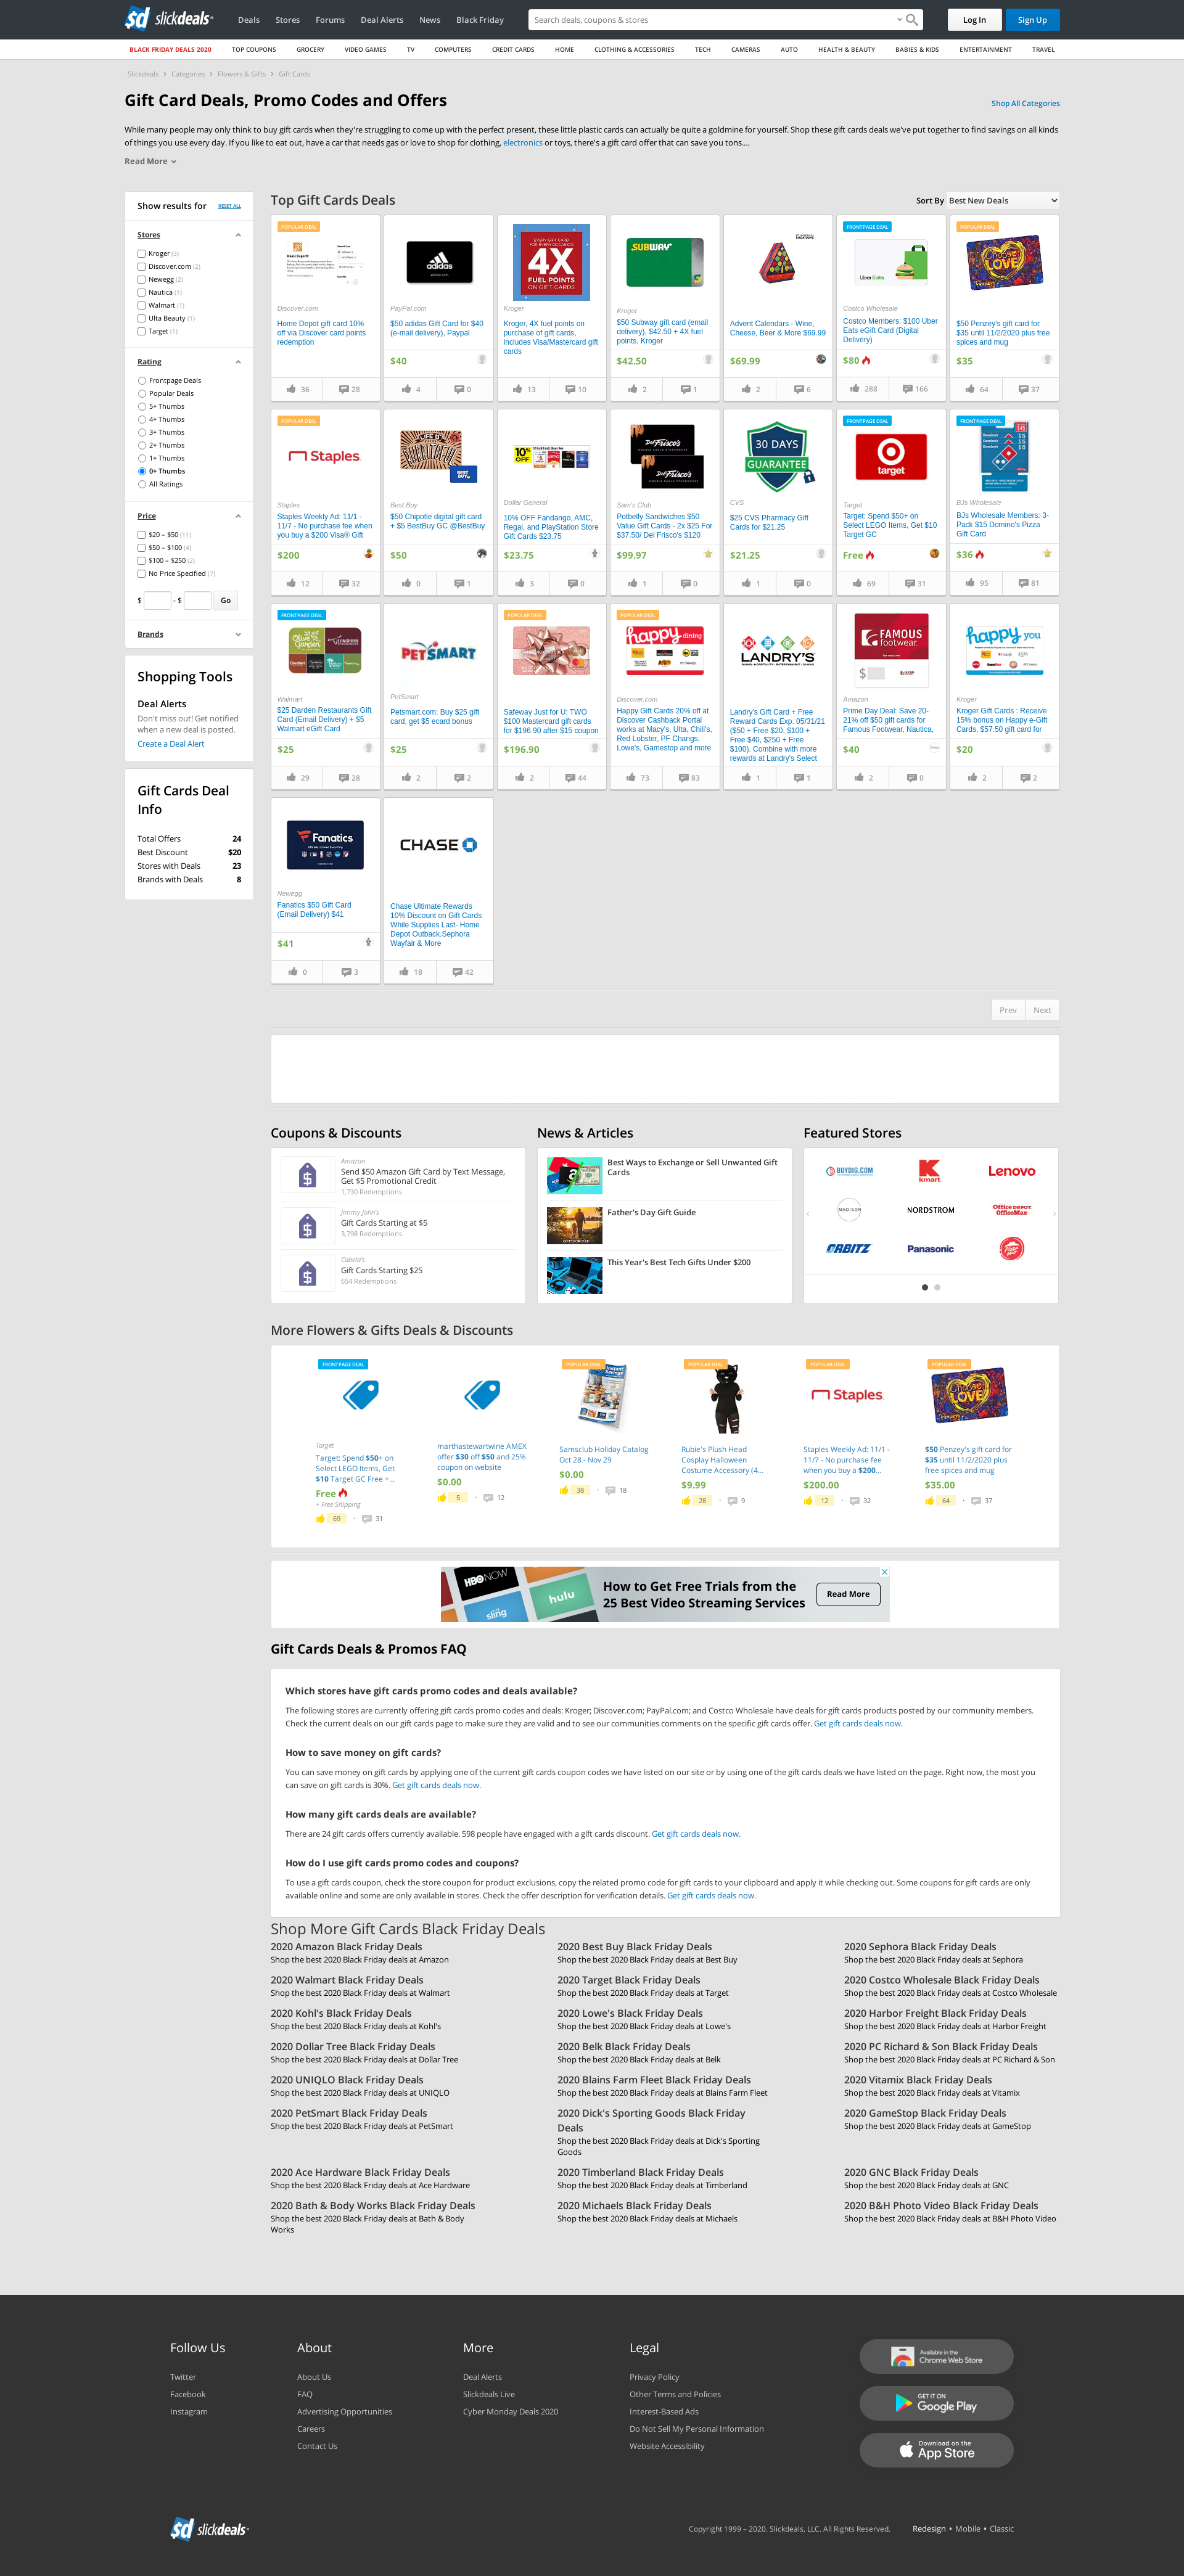 slickdeals
Deals Stores Forums Deal Alerts News Black Friday
Search deals, coupons & stores
Log In
Sign Up
BLACK FRIDAY DEALS 2020 TOP COUPONS GROCERY VIDEO GAMES TV COMPUTERS CREDIT CARDS HOME CLOTHING & ACCESSORIES TECH CAMERAS AUTO HEALTH & BEAUTY BABIES & KIDS ENTERTAINMENT TRAVEL
Slickdeals > Categories > Flowers & Gifts > Gift Cards
Gift Card Deals, Promo Codes and Offers
Shop All Categories
While many people may only think to buy gift cards when they're struggling to come up with the perfect present, these little plastic cards can actually be quite a goldmine for yourself. Shop these gift cards deals we've put together to find savings on all kinds
of things you use every day. If you like to eat out, have a car that needs gas or love to shop for clothing, electronics or toys, there's a gift card offer that can save you tons....
Read More
Show results for RESET ALL
Stores
Kroger (3)
Discover.com (2)
Newegg (2)
Nautica (1)
Walmart (1)
Ulta Beauty (1)
Target (1)
Rating
Frontpage Deals
Popular Deals
5+ Thumbs
4+ Thumbs
3+ Thumbs
2+ Thumbs
1+ Thumbs
0+ Thumbs
All Ratings
Price
$20 – $50 (11)
$50 – $100 (4)
$100 – $250 (2)
No Price Specified (7)
$ - $ Go
Brands
Shopping Tools
Deal Alerts
Don't miss out! Get notified
when a new deal is posted.
Create a Deal Alert
Gift Cards Deal
Info
Total Offers 24
Best Discount $20
Stores with Deals 23
Brands with Deals 8
Top Gift Cards Deals
Sort By Best New Deals
POPULAR DEAL
Discover.com
Home Depot gift card 10%
off via Discover card points
redemption
36 28
adidas
PayPal.com
$50 adidas Gift Card for $40
(e-mail delivery), Paypal
$40
4 0
EVERY GIFT CARD
FOR EVERY OCCASION
4X
FUEL POINTS
ON GIFT CARDS
Kroger
Kroger, 4X fuel points on
purchase of gift cards,
includes Visa/Mastercard gift
cards
13 10
SUBWAY
Kroger
$50 Subway gift card (email
delivery), $42.50 + 4X fuel
points, Kroger
$42.50
2 1
Advent Calendars - Wine,
Cheese, Beer & More $69.99
$69.99
2 6
FRONTPAGE DEAL
Uber Eats
Costco Wholesale
Costco Members: $100 Uber
Eats eGift Card (Digital
Delivery)
$80
288 166
POPULAR DEAL
Choose LOVE
$50 Penzey's gift card for
$35 until 11/2/2020 plus free
spices and mug
$35
64 37
POPULAR DEAL
Staples
Staples
Staples Weekly Ad: 11/1 -
11/7 - No purchase fee when
you buy a $200 Visa® Gift
$200
12 32
BEST BUY
Best Buy
$50 Chipotle digital gift card
+ $5 BestBuy GC @BestBuy
$50
0 1
10% OFF
Dollar General
10% OFF Fandango, AMC,
Regal, and PlayStation Store
Gift Cards $23.75
$23.75
3 0
Del Frisco's
Del Frisco's
Sam's Club
Potbelly Sandwiches $50
Value Gift Cards - 2x $25 For
$37.50/ Del Frisco's $120
$99.97
1 0
30 DAYS
GUARANTEE
CVS
$25 CVS Pharmacy Gift
Cards for $21.25
$21.25
1 0
FRONTPAGE DEAL
target
Target
Target: Spend $50+ on
Select LEGO Items, Get $10
Target GC
Free
69 31
FRONTPAGE DEAL
$45
BJs Wholesale
BJs Wholesale Members: 3-
Pack $15 Domino's Pizza
Gift Card
$36
95 81
FRONTPAGE DEAL
Olive Garden
Walmart
$25 Darden Restaurants Gift
Card (Email Delivery) + $5
Walmart eGift Card
$25
29 28
PETSMART
PetSmart
Petsmart.com: Buy $25 gift
card, get $5 ecard bonus
$25
2 2
POPULAR DEAL
Safeway Just for U: TWO
$100 Mastercard gift cards
for $196.90 after $15 coupon
$196.90
2 44
POPULAR DEAL
happy dining
Discover.com
Happy Gift Cards 20% off at
Discover Cashback Portal
works at Macy's, Ulta, Chili's,
Red Lobster, PF Changs,
Lowe's, Gamestop and more
73 83
LANDRY'S
Landry's Gift Card + Free
Reward Cards Exp. 05/31/21
($50 + Free $20, $100 +
Free $40, $250 + Free
$100). Combine with more
rewards at Landry's Select
1 1
FAMOUS
footwear
$
Amazon
Prime Day Deal: Save 20-
21% off $50 gift cards for
Famous Footwear, Nautica,
$40
2 0
happy you
Kroger
Kroger Gift Cards : Receive
15% bonus on Happy e-Gift
Cards, $57.50 gift card for
$20
2 2
Fanatics
Newegg
Fanatics $50 Gift Card
(Email Delivery) $41
$41
0 3
CHASE
Chase Ultimate Rewards
10% Discount on Gift Cards
While Supplies Last- Home
Depot Outback.Sephora
Wayfair & More
18 42
Prev Next
Coupons & Discounts
Amazon
Send $50 Amazon Gift Card by Text Message,
Get $5 Promotional Credit
1,730 Redemptions
Jimmy John's
Gift Cards Starting at $5
3,798 Redemptions
Cabela's
Gift Cards Starting $25
654 Redemptions
News & Articles
Best Ways to Exchange or Sell Unwanted Gift
Cards
Father's Day Gift Guide
This Year's Best Tech Gifts Under $200
Featured Stores
BUYDIG.COM kmart Lenovo
MADISON NORDSTROM Office DEPOT OfficeMax
ORBITZ Panasonic Pizza Hut
More Flowers & Gifts Deals & Discounts
FRONTPAGE DEAL
Target
Target: Spend $50+ on
Select LEGO Items, Get
$10 Target GC Free +...
Free
+ Free Shipping
69 31
marthastewartwine AMEX
offer $30 off $50 and 25%
coupon on website
$0.00
5 12
POPULAR DEAL
Samsclub Holiday Catalog
Oct 28 - Nov 29
$0.00
38 18
POPULAR DEAL
Rubie's Plush Head
Cosplay Halloween
Costume Accessory (4...
$9.99
28 9
POPULAR DEAL
Staples
Staples Weekly Ad: 11/1 -
11/7 - No purchase fee
when you buy a $200...
$200.00
12 32
POPULAR DEAL
Choose LOVE
$50 Penzey's gift card for
$35 until 11/2/2020 plus
free spices and mug
$35.00
64 37
HBO NOW
sling
hulu
How to Get Free Trials from the
25 Best Video Streaming Services
Read More
Gift Cards Deals & Promos FAQ
Which stores have gift cards promo codes and deals available?
The following stores are currently offering gift cards promo codes and deals: Kroger; Discover.com; PayPal.com; and Costco Wholesale have deals for gift cards products posted by our community members.
Check the current deals on our gift cards page to make sure they are valid and to see our communities comments on the specific gift cards offer. Get gift cards deals now.
How to save money on gift cards?
You can save money on gift cards by applying one of the current gift cards coupon codes we have listed on our site or by using one of the gift cards deals we have listed on the page. Right now, the most you
can save on gift cards is 30%. Get gift cards deals now.
How many gift cards deals are available?
There are 24 gift cards offers currently available. 598 people have engaged with a gift cards discount. Get gift cards deals now.
How do I use gift cards promo codes and coupons?
To use a gift cards coupon, check the store coupon for product exclusions, copy the related promo code for gift cards to your clipboard and apply it while checking out. Some coupons for gift cards are only
available online and some are only available in stores. Check the offer description for verification details. Get gift cards deals now.
Shop More Gift Cards Black Friday Deals
2020 Amazon Black Friday Deals
Shop the best 2020 Black Friday deals at Amazon
2020 Best Buy Black Friday Deals
Shop the best 2020 Black Friday deals at Best Buy
2020 Sephora Black Friday Deals
Shop the best 2020 Black Friday deals at Sephora
2020 Walmart Black Friday Deals
Shop the best 2020 Black Friday deals at Walmart
2020 Target Black Friday Deals
Shop the best 2020 Black Friday deals at Target
2020 Costco Wholesale Black Friday Deals
Shop the best 2020 Black Friday deals at Costco Wholesale
2020 Kohl's Black Friday Deals
Shop the best 2020 Black Friday deals at Kohl's
2020 Lowe's Black Friday Deals
Shop the best 2020 Black Friday deals at Lowe's
2020 Harbor Freight Black Friday Deals
Shop the best 2020 Black Friday deals at Harbor Freight
2020 Dollar Tree Black Friday Deals
Shop the best 2020 Black Friday deals at Dollar Tree
2020 Belk Black Friday Deals
Shop the best 2020 Black Friday deals at Belk
2020 PC Richard & Son Black Friday Deals
Shop the best 2020 Black Friday deals at PC Richard & Son
2020 UNIQLO Black Friday Deals
Shop the best 2020 Black Friday deals at UNIQLO
2020 Blains Farm Fleet Black Friday Deals
Shop the best 2020 Black Friday deals at Blains Farm Fleet
2020 Vitamix Black Friday Deals
Shop the best 2020 Black Friday deals at Vitamix
2020 PetSmart Black Friday Deals
Shop the best 2020 Black Friday deals at PetSmart
2020 Dick's Sporting Goods Black Friday
Deals
Shop the best 2020 Black Friday deals at Dick's Sporting
Goods
2020 GameStop Black Friday Deals
Shop the best 2020 Black Friday deals at GameStop
2020 Ace Hardware Black Friday Deals
Shop the best 2020 Black Friday deals at Ace Hardware
2020 Timberland Black Friday Deals
Shop the best 2020 Black Friday deals at Timberland
2020 GNC Black Friday Deals
Shop the best 2020 Black Friday deals at GNC
2020 Bath & Body Works Black Friday Deals
Shop the best 2020 Black Friday deals at Bath & Body
Works
2020 Michaels Black Friday Deals
Shop the best 2020 Black Friday deals at Michaels
2020 B&H Photo Video Black Friday Deals
Shop the best 2020 Black Friday deals at B&H Photo Video
Follow Us
Twitter
Facebook
Instagram
About
About Us
FAQ
Advertising Opportunities
Careers
Contact Us
More
Deal Alerts
Slickdeals Live
Cyber Monday Deals 2020
Legal
Privacy Policy
Other Terms and Policies
Interest-Based Ads
Do Not Sell My Personal Information
Website Accessibility
Available in the
Chrome Web Store
GET IT ON
Google Play
Download on the
App Store
slickdeals
Copyright 1999 – 2020. Slickdeals, LLC. All Rights Reserved.
Redesign • Mobile • Classic